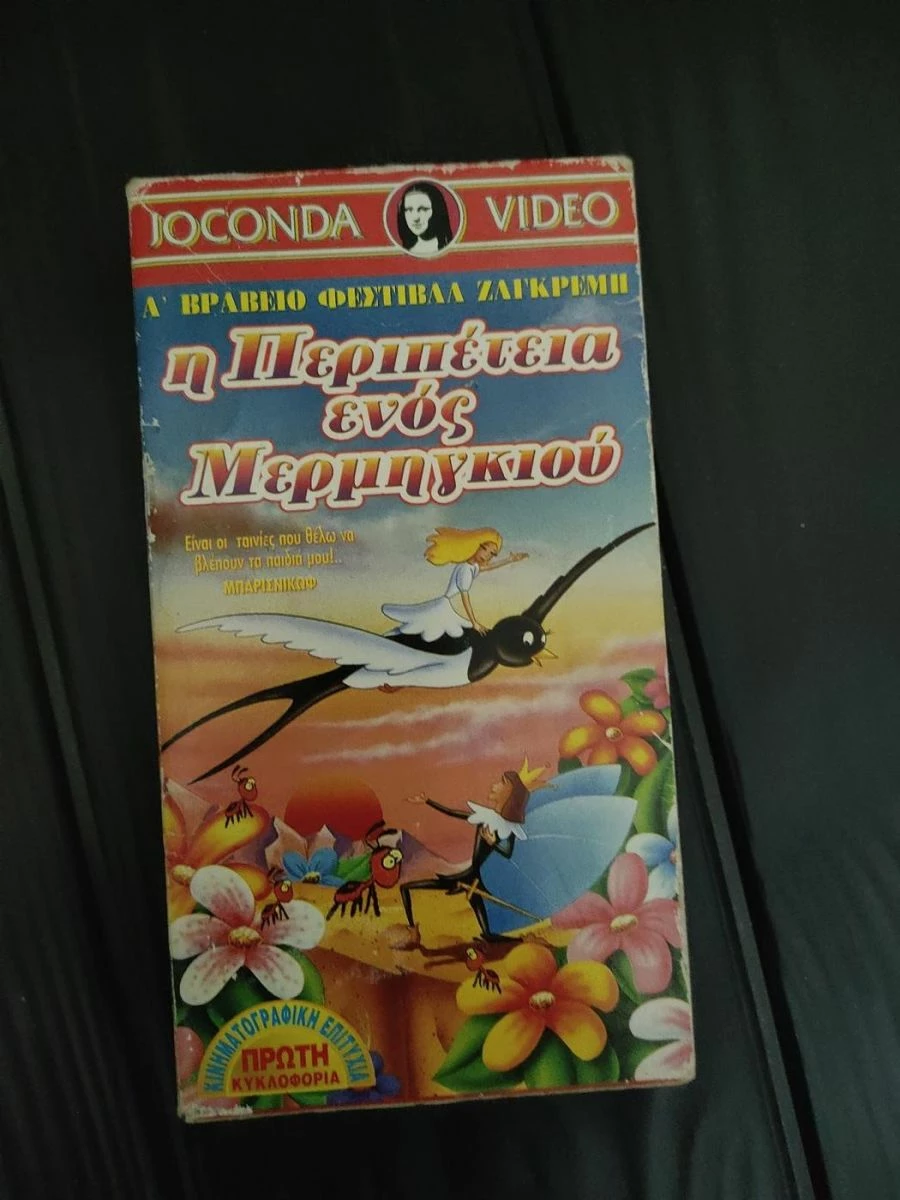 JOCONDA VIDEO
Α' ΒΡΑΒΕΙΟ ΦΕΣΤΙΒΑΛ ΖΑΓΚΡΕΜΠ
η Περιπέτεια
ενός
Μερμηγκιού
Είναι οι ταινίες που θέλω να
βλέπουν τα παιδιά μου!..
ΜΠΑΡΙΣΝΙΚΩΦ
ΚΙΝΗΜΑΤΟΓΡΑΦΙΚΗ ΕΠΙΤΥΧΙΑ
ΠΡΩΤΗ
ΚΥΚΛΟΦΟΡΙΑ